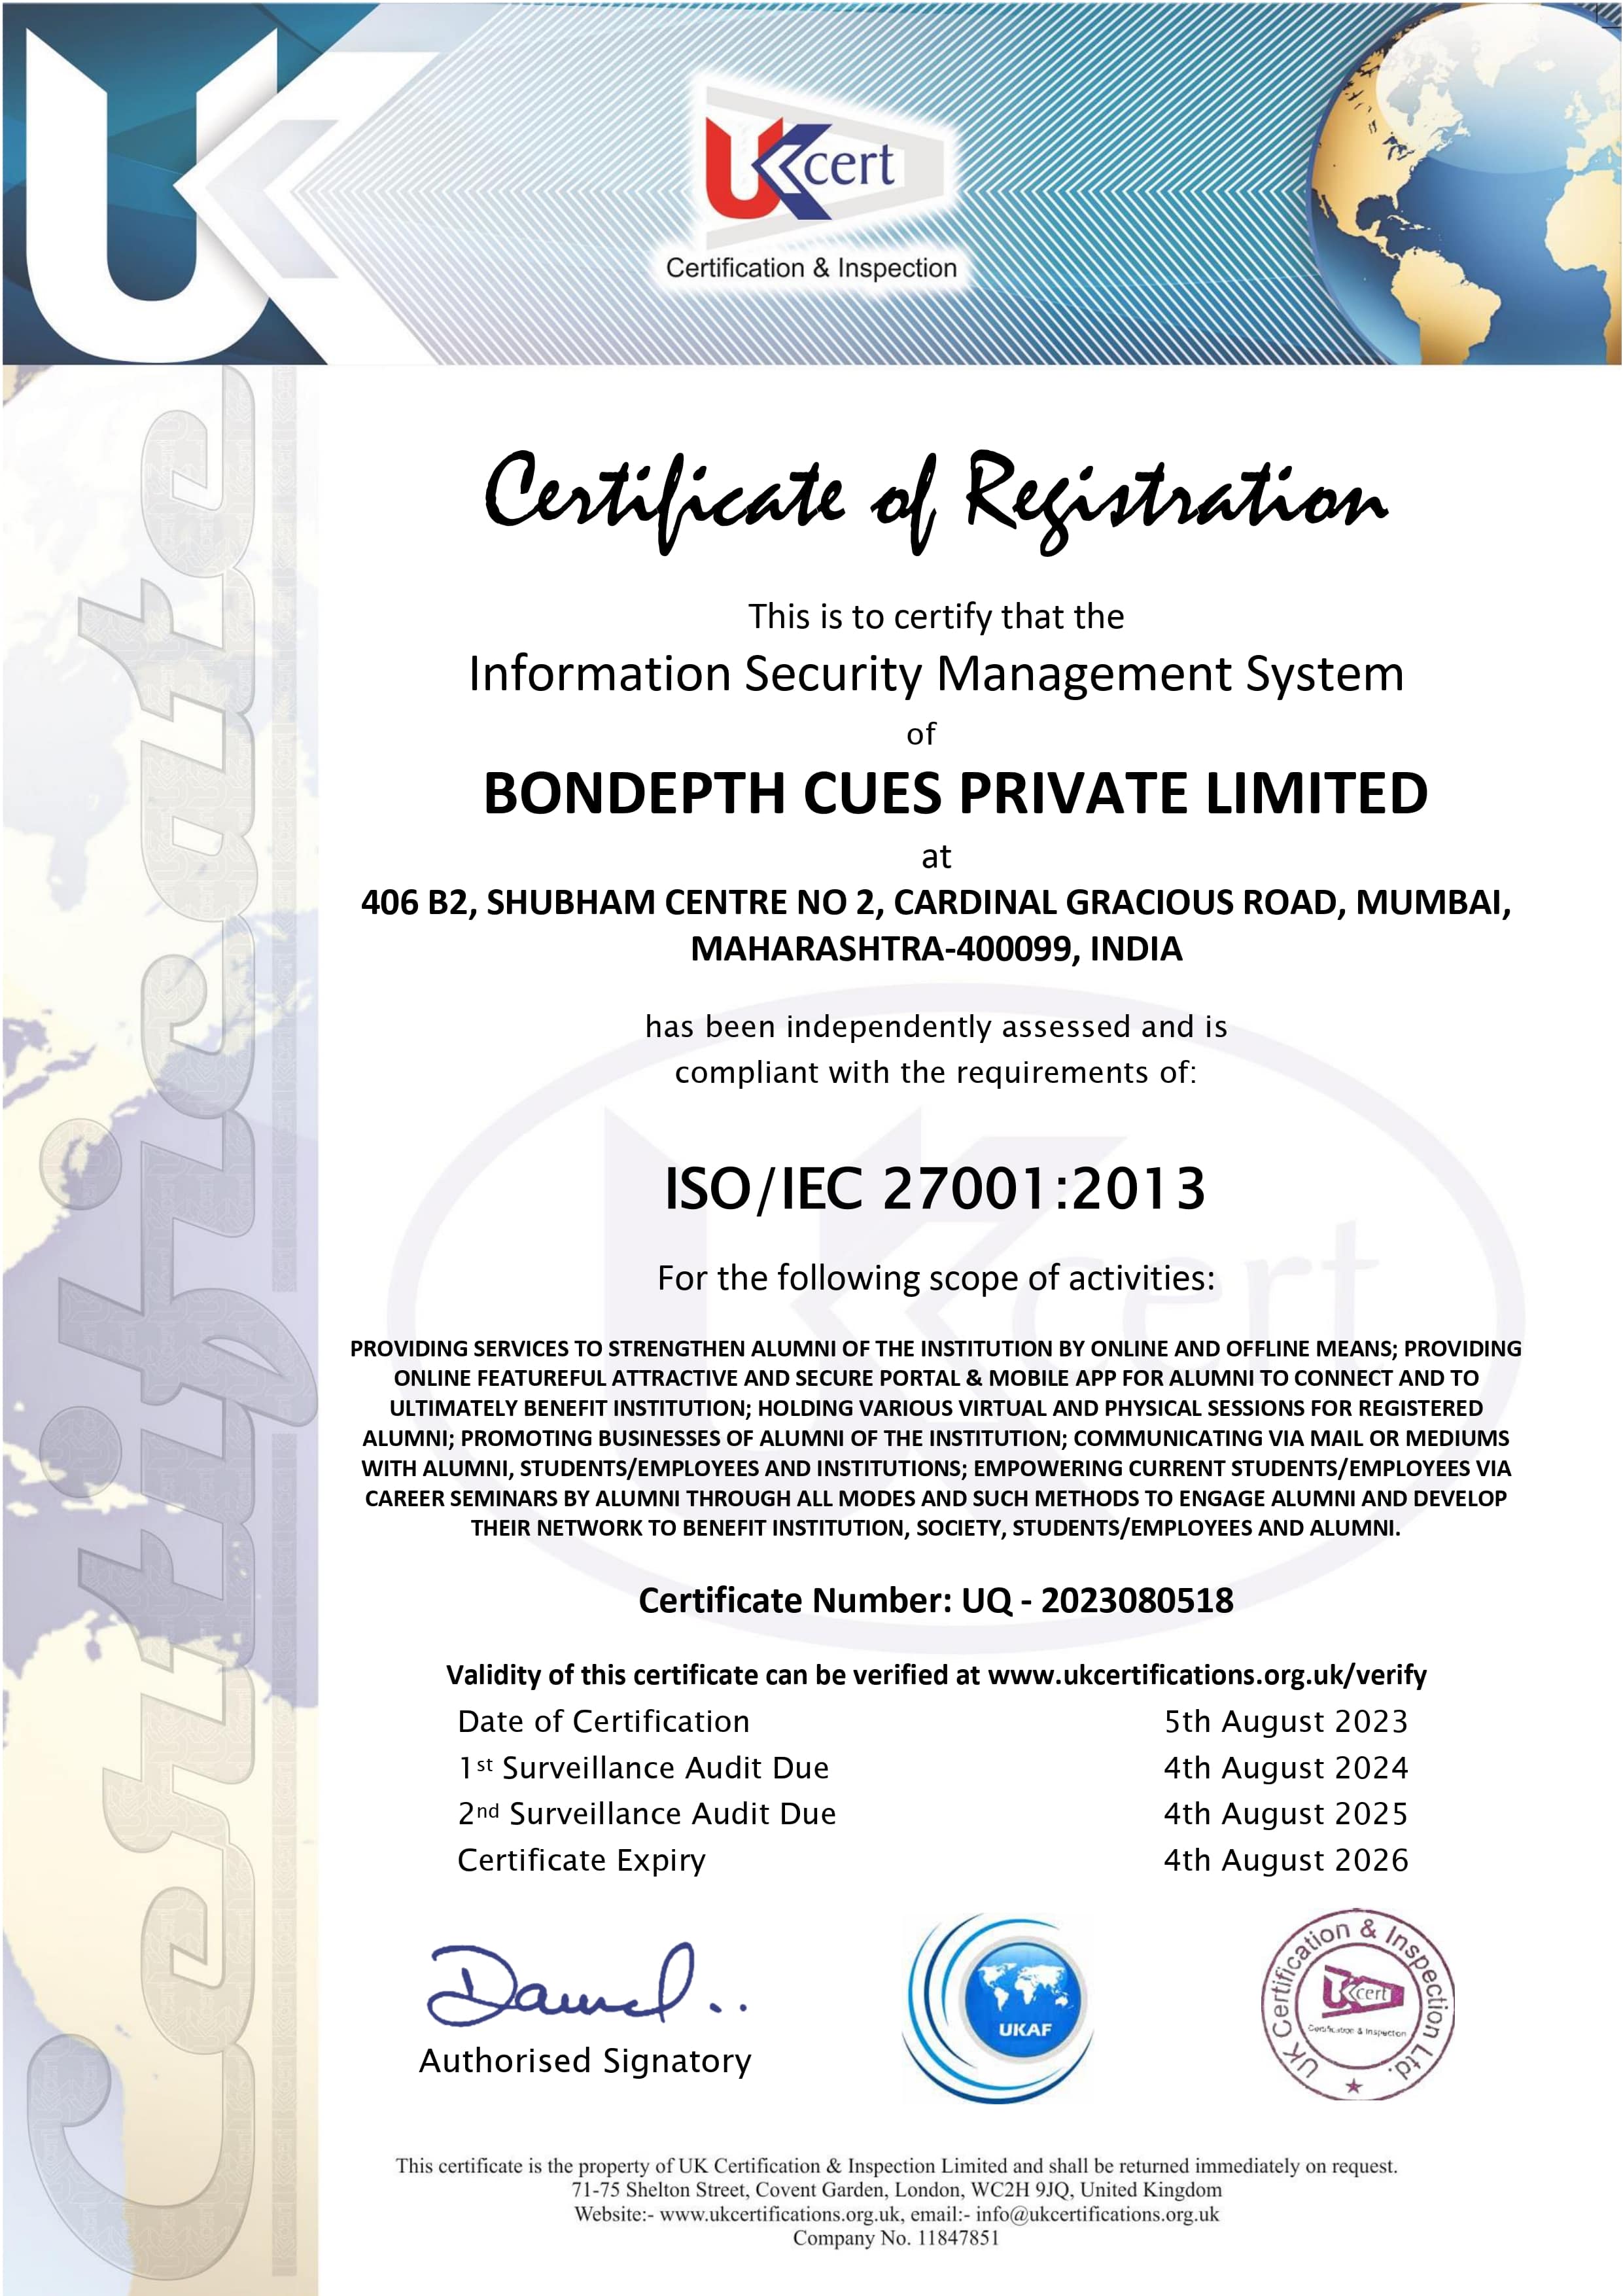 UK
UKcert
Certification & Inspection
Certificate
Certificate of Registration
This is to certify that the
Information Security Management System
of
BONDEPTH CUES PRIVATE LIMITED
at
406 B2, SHUBHAM CENTRE NO 2, CARDINAL GRACIOUS ROAD, MUMBAI,
MAHARASHTRA-400099, INDIA
has been independently assessed and is
compliant with the requirements of:
UKcert
ISO/IEC 27001:2013
For the following scope of activities:
PROVIDING SERVICES TO STRENGTHEN ALUMNI OF THE INSTITUTION BY ONLINE AND OFFLINE MEANS; PROVIDING
ONLINE FEATUREFUL ATTRACTIVE AND SECURE PORTAL & MOBILE APP FOR ALUMNI TO CONNECT AND TO
ULTIMATELY BENEFIT INSTITUTION; HOLDING VARIOUS VIRTUAL AND PHYSICAL SESSIONS FOR REGISTERED
ALUMNI; PROMOTING BUSINESSES OF ALUMNI OF THE INSTITUTION; COMMUNICATING VIA MAIL OR MEDIUMS
WITH ALUMNI, STUDENTS/EMPLOYEES AND INSTITUTIONS; EMPOWERING CURRENT STUDENTS/EMPLOYEES VIA
CAREER SEMINARS BY ALUMNI THROUGH ALL MODES AND SUCH METHODS TO ENGAGE ALUMNI AND DEVELOP
THEIR NETWORK TO BENEFIT INSTITUTION, SOCIETY, STUDENTS/EMPLOYEES AND ALUMNI.
Certificate Number: UQ - 2023080518
Validity of this certificate can be verified at www.ukcertifications.org.uk/verify
Date of Certification 5th August 2023
1st Surveillance Audit Due 4th August 2024
2nd Surveillance Audit Due 4th August 2025
Certificate Expiry 4th August 2026
Authorised Signatory
UKAF
UK Certification & Inspection Ltd.
UKcert
Certification & Inspection
This certificate is the property of UK Certification & Inspection Limited and shall be returned immediately on request.
71-75 Shelton Street, Covent Garden, London, WC2H 9JQ, United Kingdom
Website:- www.ukcertifications.org.uk, email:- info@ukcertifications.org.uk
Company No. 11847851